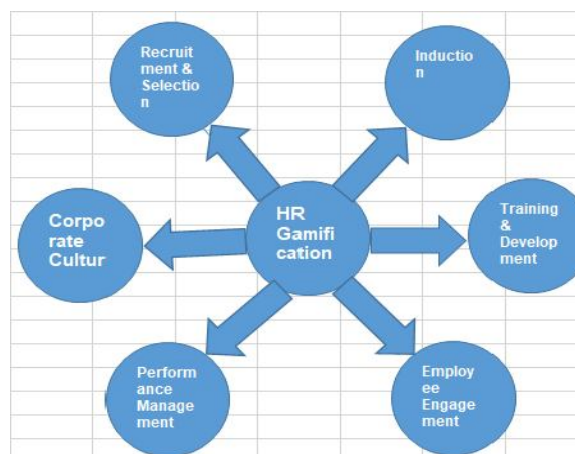 Recruit
ment &
Selectio
n
Inductio
n
HR
Gamifi
cation
Corpo
rate
Cultur
Training
& Develop
ment
Perform
ance
Manage
ment
Employ
ee
Engage
ment